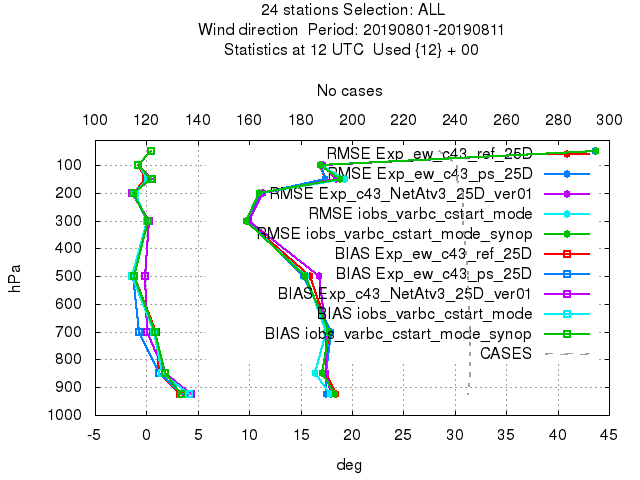 24 stations Selection: ALL
Wind direction  Period: 20190801-20190811
Statistics at 12 UTC  Used {12} + 00
No cases
100 120 140 160 180 200 220 240 260 280 300
RMSE Exp_ew_c43_ref_25D
RMSE Exp_ew_c43_ps_25D
RMSE Exp_c43_NetAtv3_25D_ver01
RMSE iobs_varbc_cstart_mode
RMSE iobs_varbc_cstart_mode_synop
BIAS Exp_ew_c43_ref_25D
BIAS Exp_ew_c43_ps_25D
BIAS Exp_c43_NetAtv3_25D_ver01
BIAS iobs_varbc_cstart_mode
BIAS iobs_varbc_cstart_mode_synop
CASES
100
200
300
400
500
600
700
800
900
1000
hPa
-5 0 5 10 15 20 25 30 35 40 45
deg